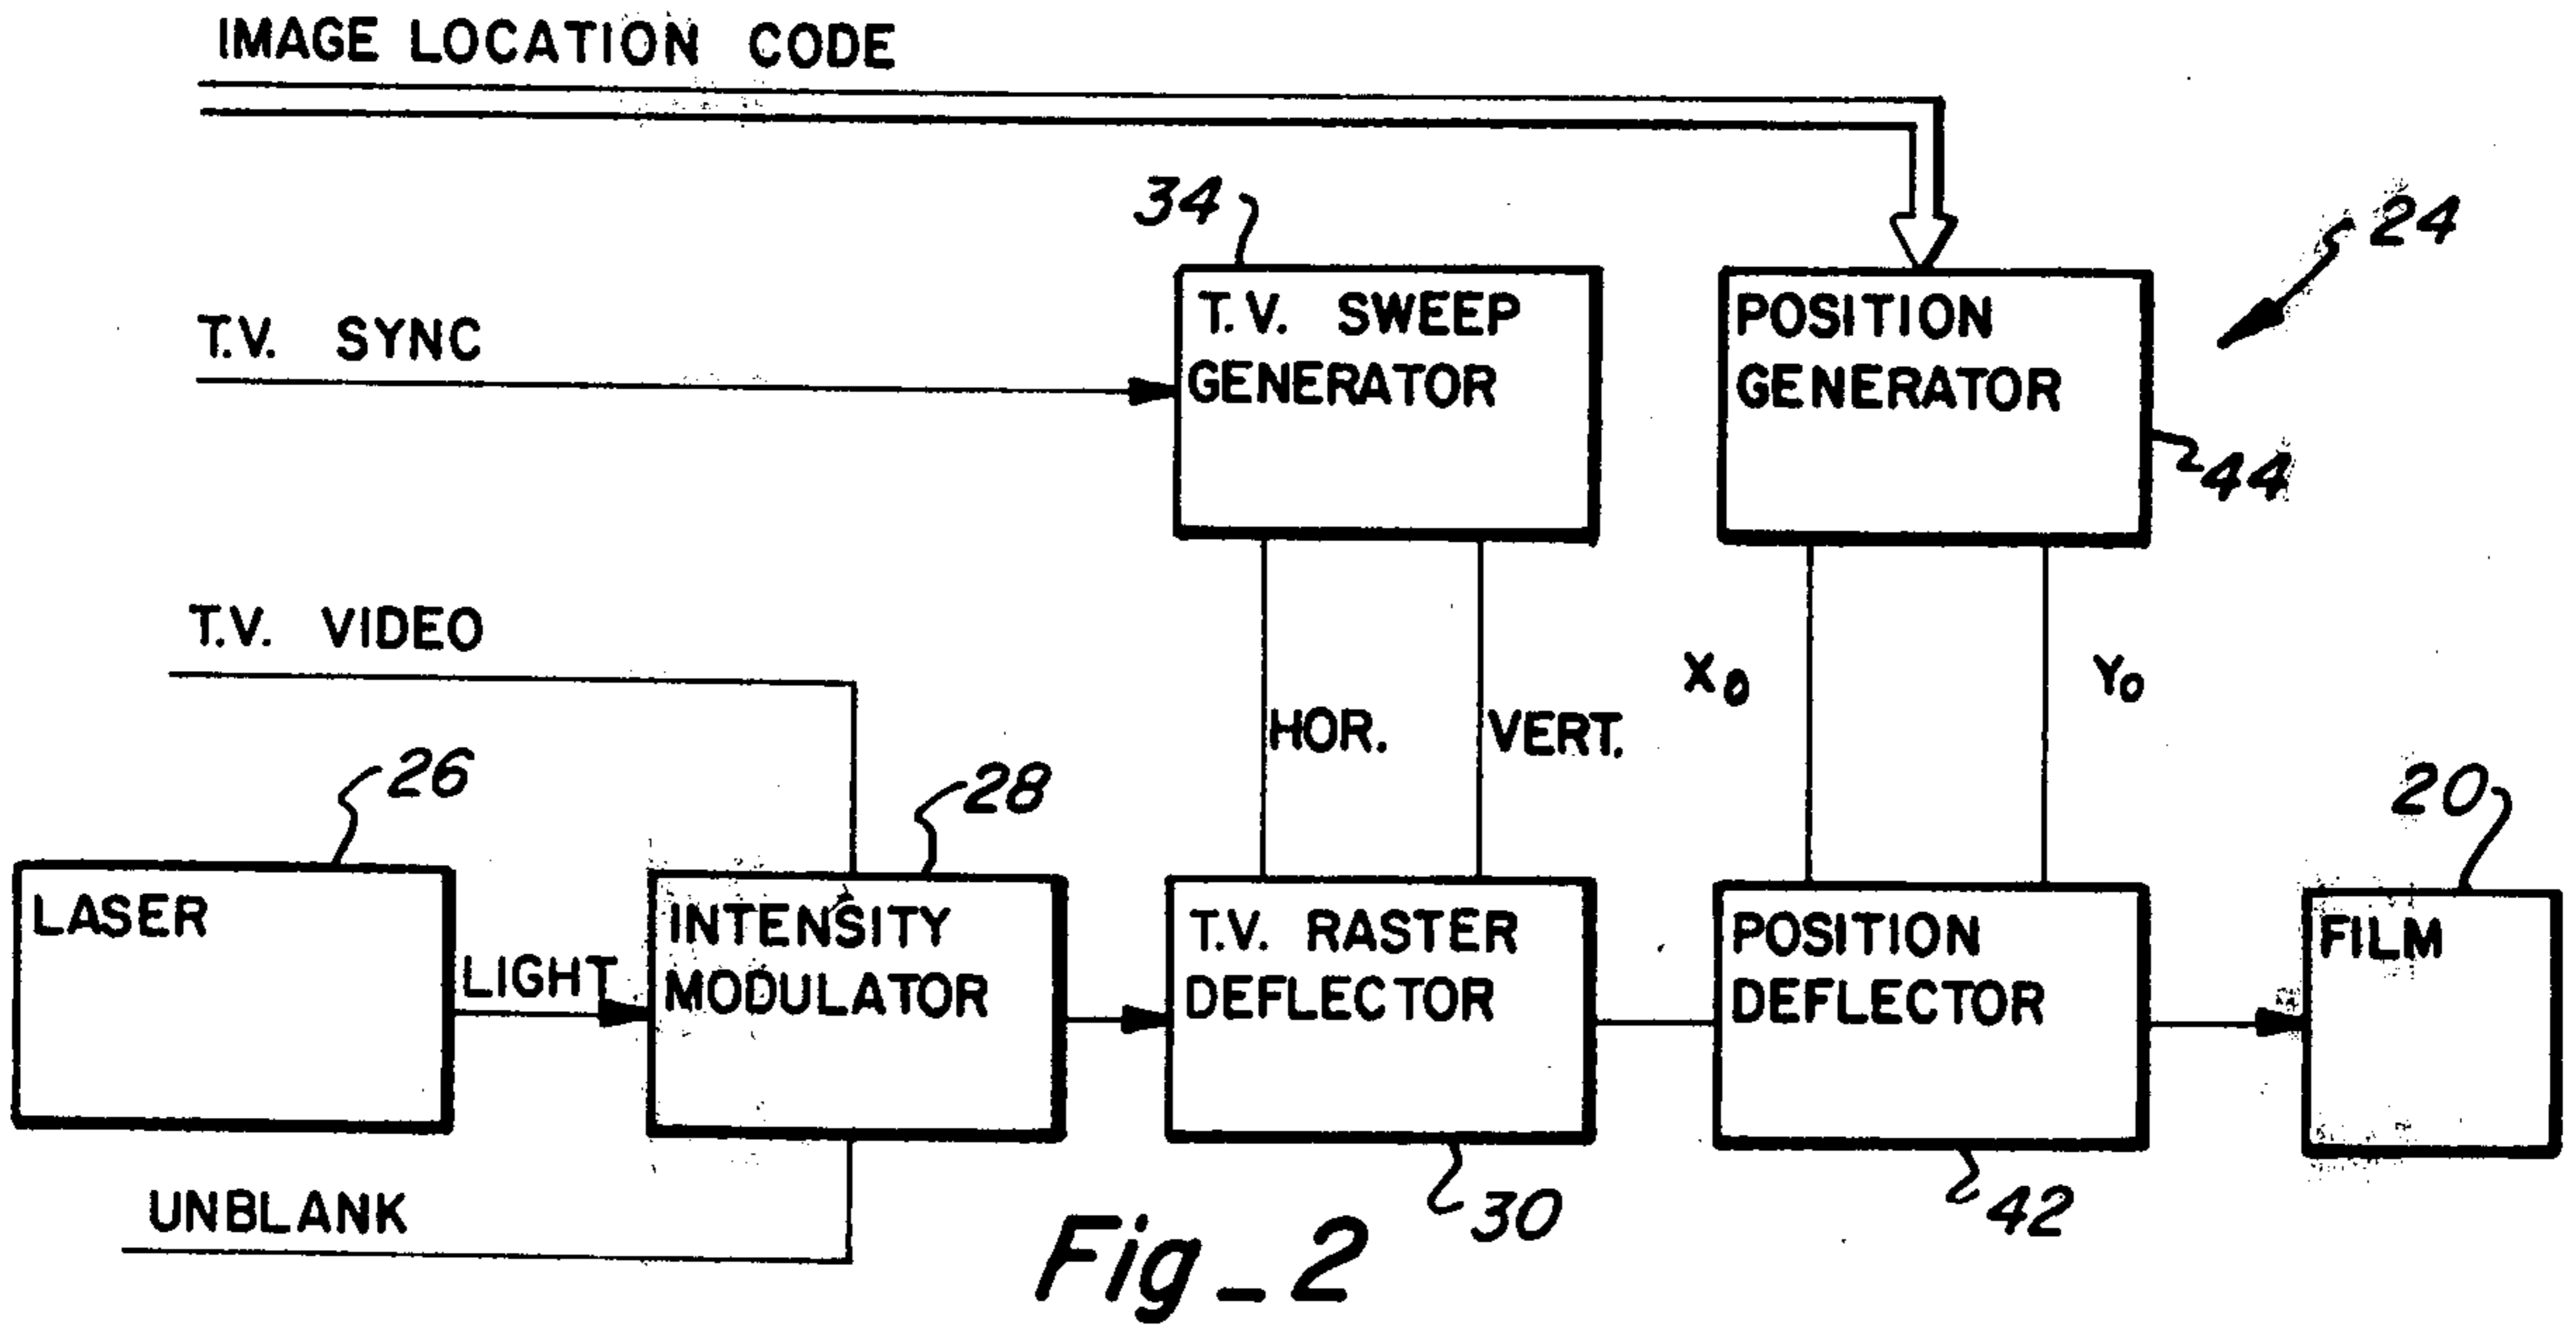 IMAGE LOCATION CODE
34
24
T.V. SYNC
T.V. SWEEP
GENERATOR
POSITION
GENERATOR
44
T.V. VIDEO
X0
Y0
HOR.
VERT.
26
28
20
LASER
LIGHT
INTENSITY
MODULATOR
T.V. RASTER
DEFLECTOR
POSITION
DEFLECTOR
FILM
UNBLANK
30
42
Fig_2